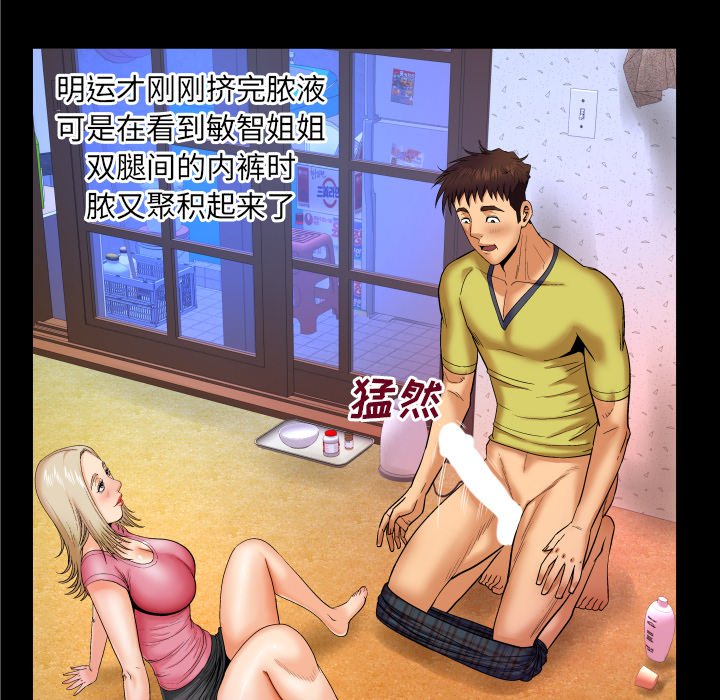 明运才刚刚挤完脓液
可是在看到敏智姐姐
双腿间的内裤时
脓又聚积起来了
猛然